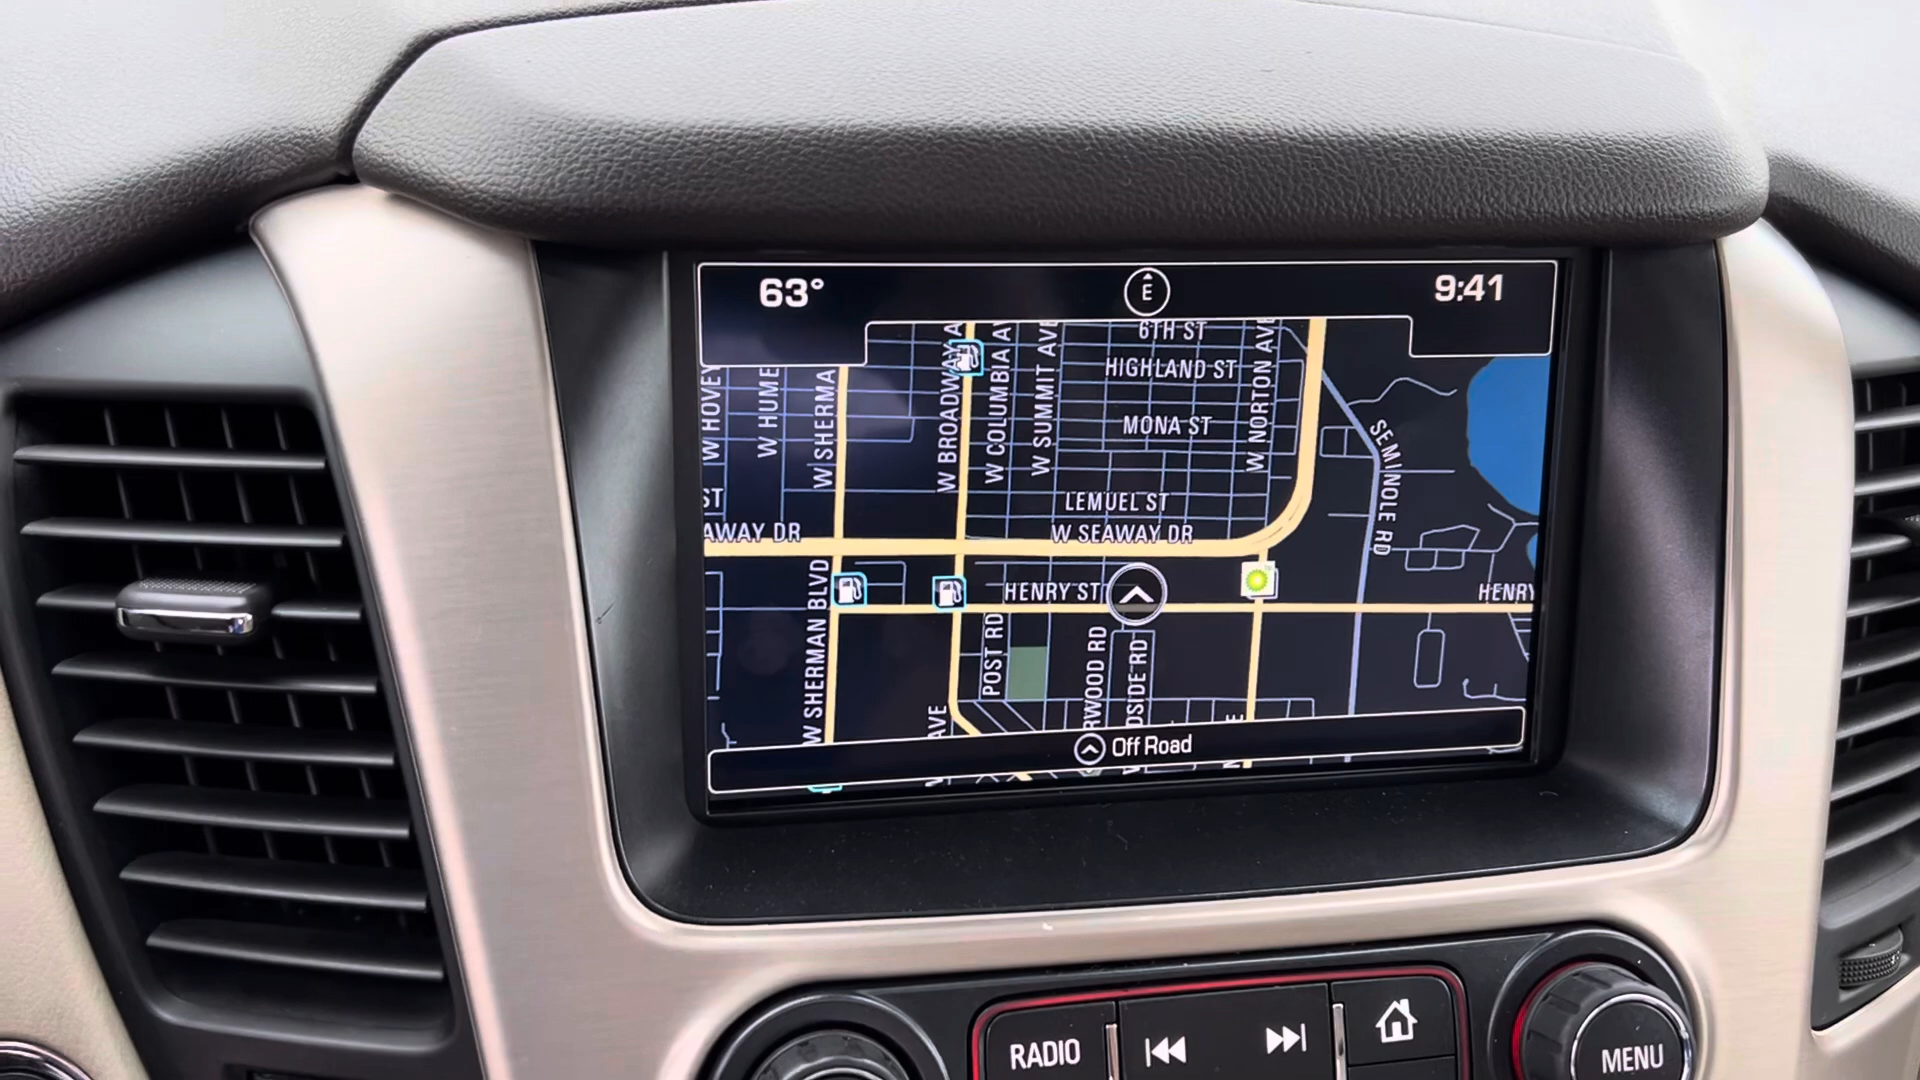 63°
E
9:41
6TH ST
HIGHLAND ST
MONA ST
LEMUEL ST
W SEAWAY DR
W HOVEY
W HUME
W SHERMA
W BROADWAY A
W COLUMBIA AV
W SUMMIT AVE
W NORTON AVE
SEMINOLE RD
ST
AWAY DR
W SHERMAN BLVD
HENRY ST
HENRY
POST RD
RWOOD RD
DSIDE RD
AVE
Off Road
RADIO
MENU